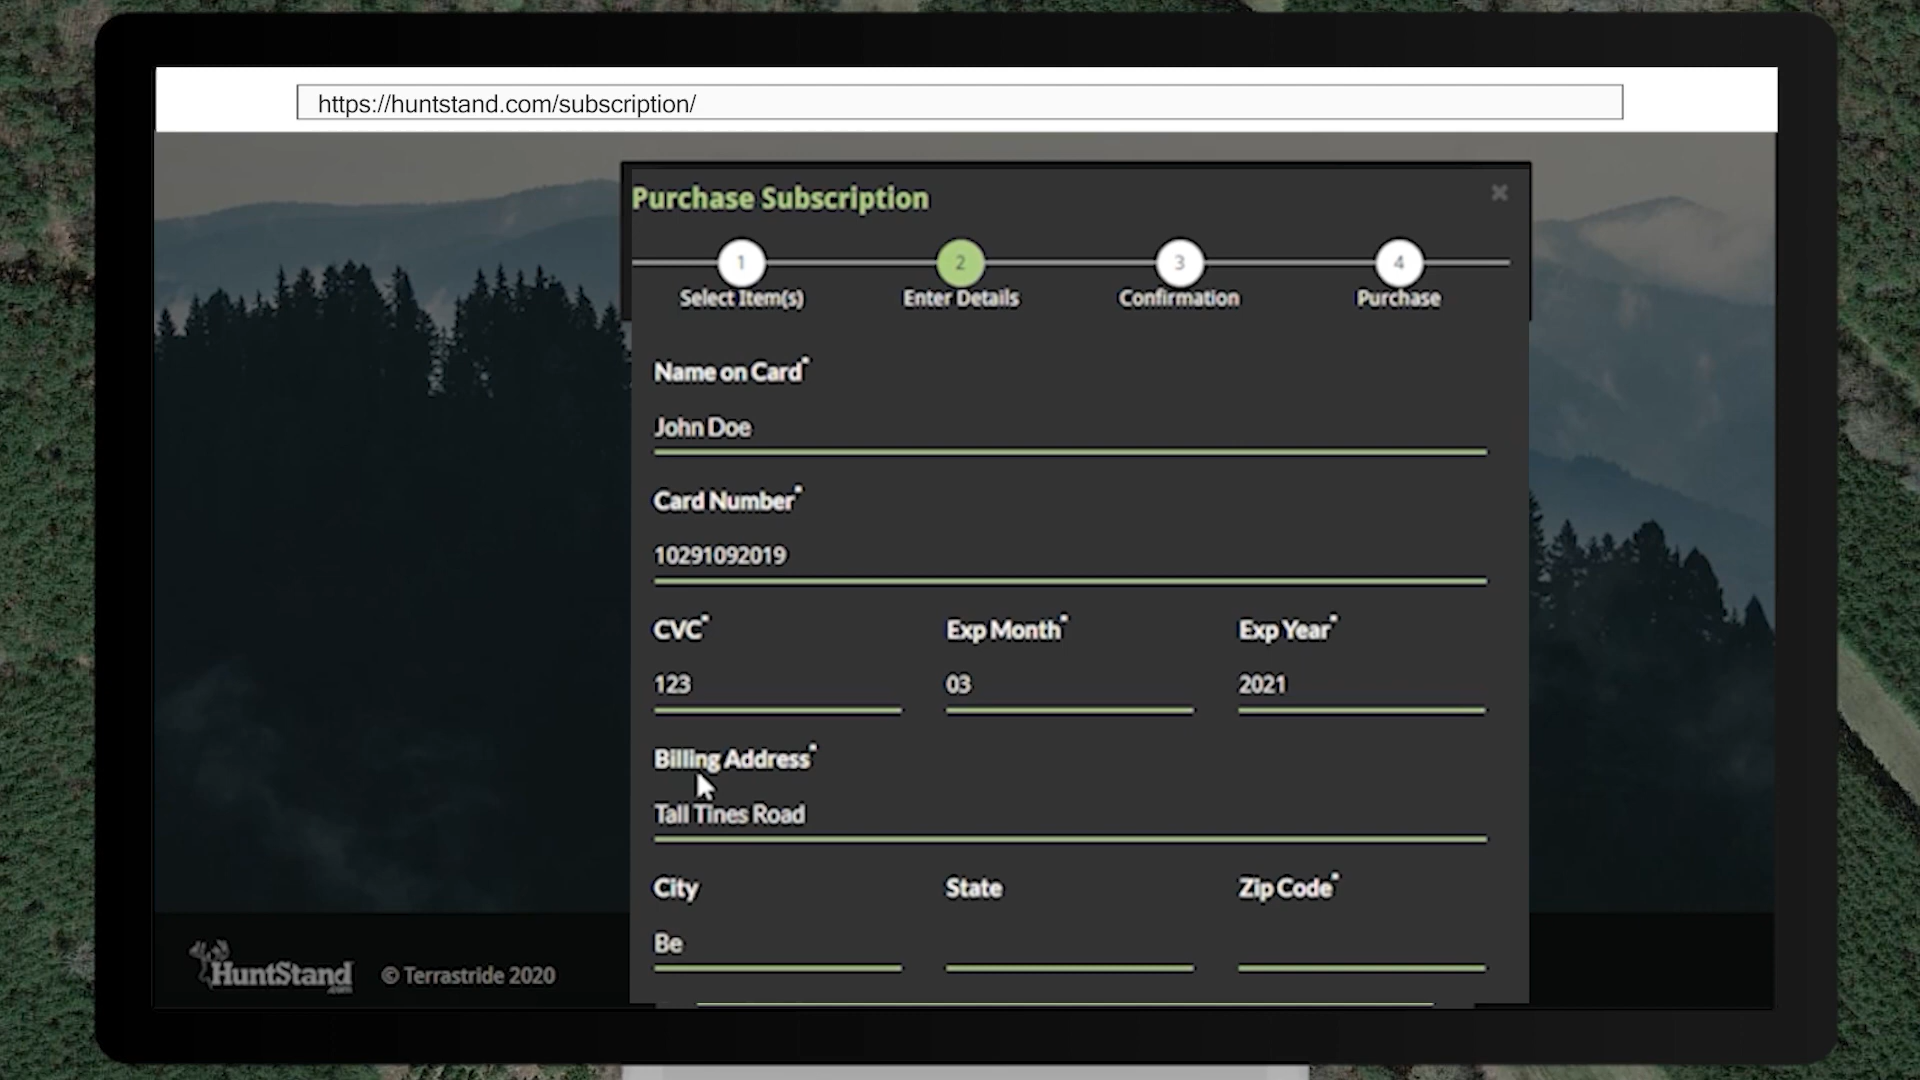 https://huntstand.com/subscription/
Purchase Subscription
×
1 2 3 4
Select Item(s) Enter Details Confirmation Purchase
Name on Card*
John Doe
Card Number*
10291092019
CVC* Exp Month* Exp Year*
123 03 2021
Billing Address*
Tall Tines Road
City State Zip Code*
Be
HuntStand
.com
© Terrastride 2020